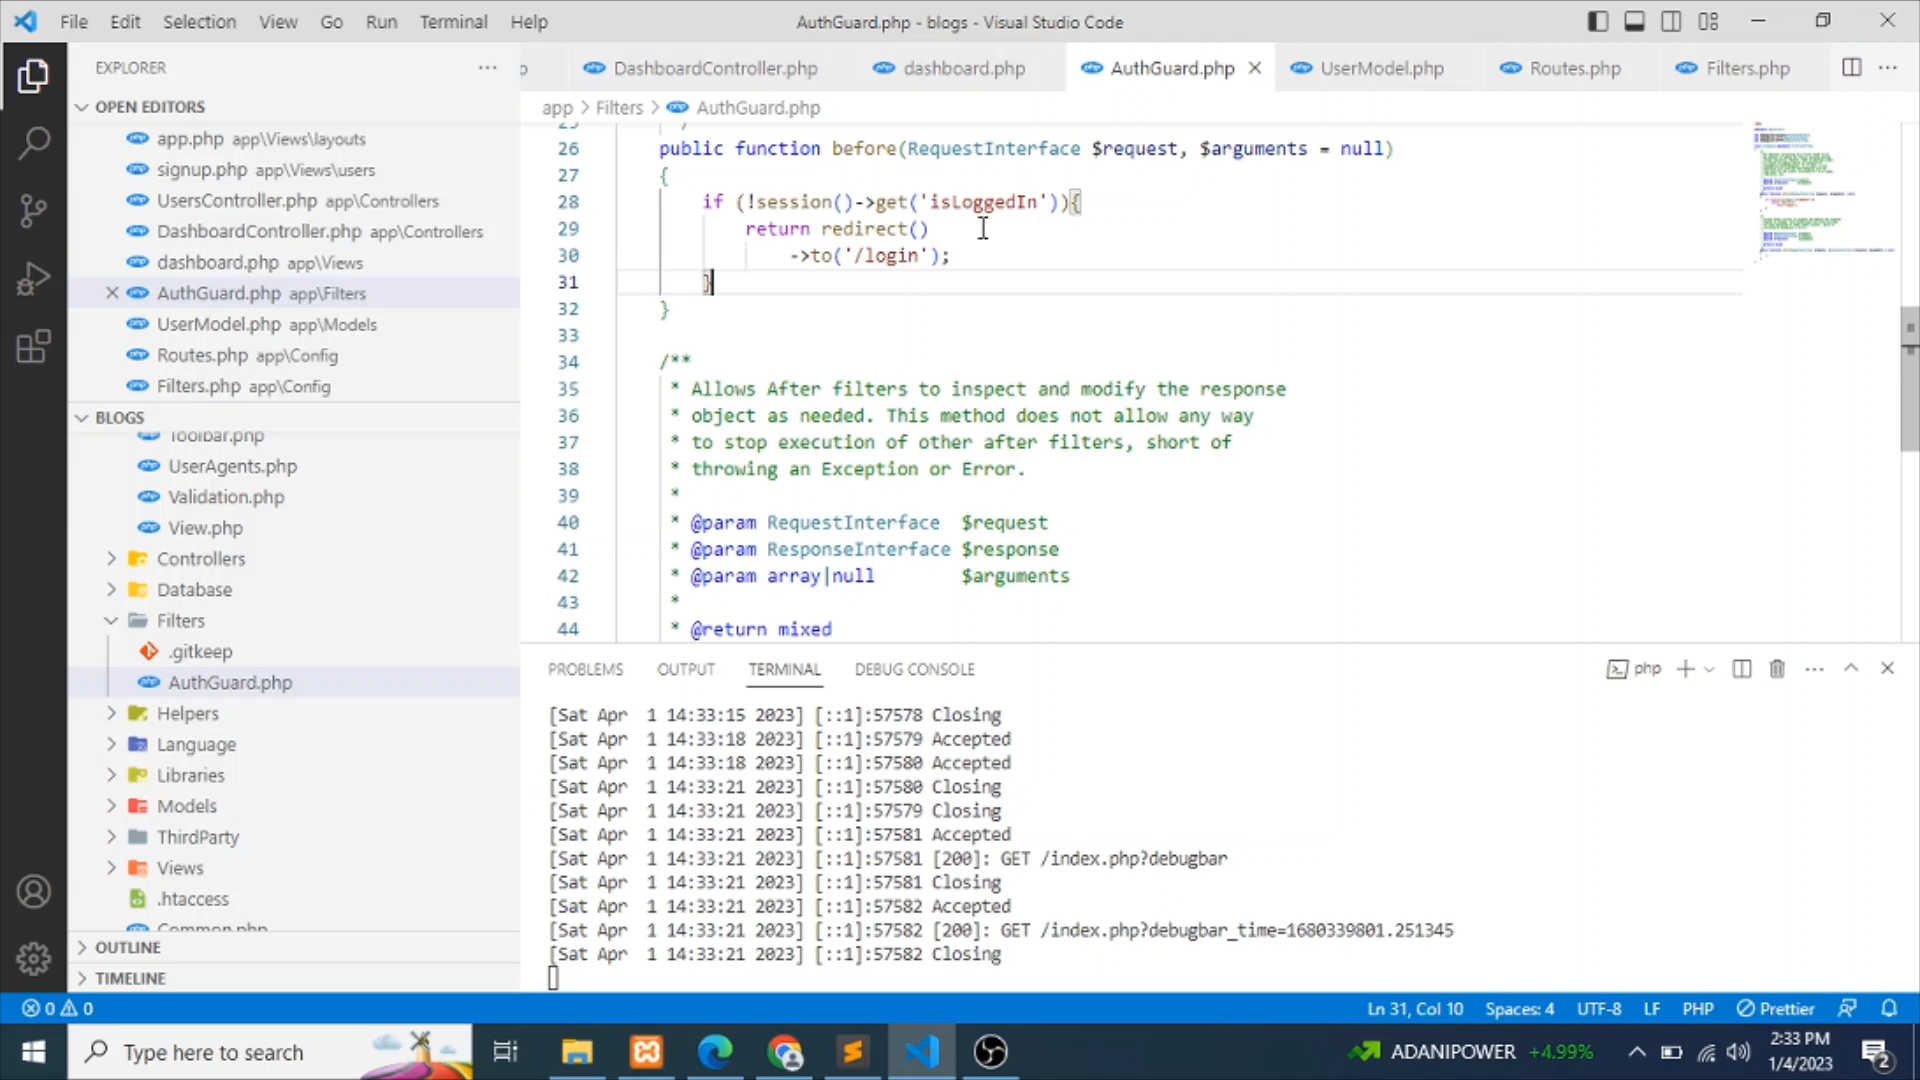 File Edit Selection View Go Run Terminal Help
AuthGuard.php - blogs - Visual Studio Code
EXPLORER
OPEN EDITORS
app.php app\Views\layouts
signup.php app\Views\users
UsersController.php app\Controllers
DashboardController.php app\Controllers
dashboard.php app\Views
AuthGuard.php app\Filters
UserModel.php app\Models
Routes.php app\Config
Filters.php app\Config
BLOGS
Toolbar.php
UserAgents.php
Validation.php
View.php
Controllers
Database
Filters
.gitkeep
AuthGuard.php
Helpers
Language
Libraries
Models
ThirdParty
Views
.htaccess
Common.php
OUTLINE
TIMELINE
DashboardController.php dashboard.php AuthGuard.php UserModel.php Routes.php Filters.php
app > Filters > AuthGuard.php
25 */
26 public function before(RequestInterface $request, $arguments = null)
27 {
28 if (!session()->get('isLoggedIn')){
29 return redirect()
30 ->to('/login');
31 }
32 }
33
34 /**
35 * Allows After filters to inspect and modify the response
36 * object as needed. This method does not allow any way
37 * to stop execution of other after filters, short of
38 * throwing an Exception or Error.
39 *
40 * @param RequestInterface $request
41 * @param ResponseInterface $response
42 * @param array|null $arguments
43 *
44 * @return mixed
PROBLEMS OUTPUT TERMINAL DEBUG CONSOLE
php
[Sat Apr 1 14:33:15 2023] [::1]:57578 Closing
[Sat Apr 1 14:33:18 2023] [::1]:57579 Accepted
[Sat Apr 1 14:33:18 2023] [::1]:57580 Accepted
[Sat Apr 1 14:33:21 2023] [::1]:57580 Closing
[Sat Apr 1 14:33:21 2023] [::1]:57579 Closing
[Sat Apr 1 14:33:21 2023] [::1]:57581 Accepted
[Sat Apr 1 14:33:21 2023] [::1]:57581 [200]: GET /index.php?debugbar
[Sat Apr 1 14:33:21 2023] [::1]:57581 Closing
[Sat Apr 1 14:33:21 2023] [::1]:57582 Accepted
[Sat Apr 1 14:33:21 2023] [::1]:57582 [200]: GET /index.php?debugbar_time=1680339801.251345
[Sat Apr 1 14:33:21 2023] [::1]:57582 Closing
0 0
Ln 31, Col 10 Spaces: 4 UTF-8 LF PHP Prettier
Type here to search
ADANIPOWER +4.99%
2:33 PM
1/4/2023
2